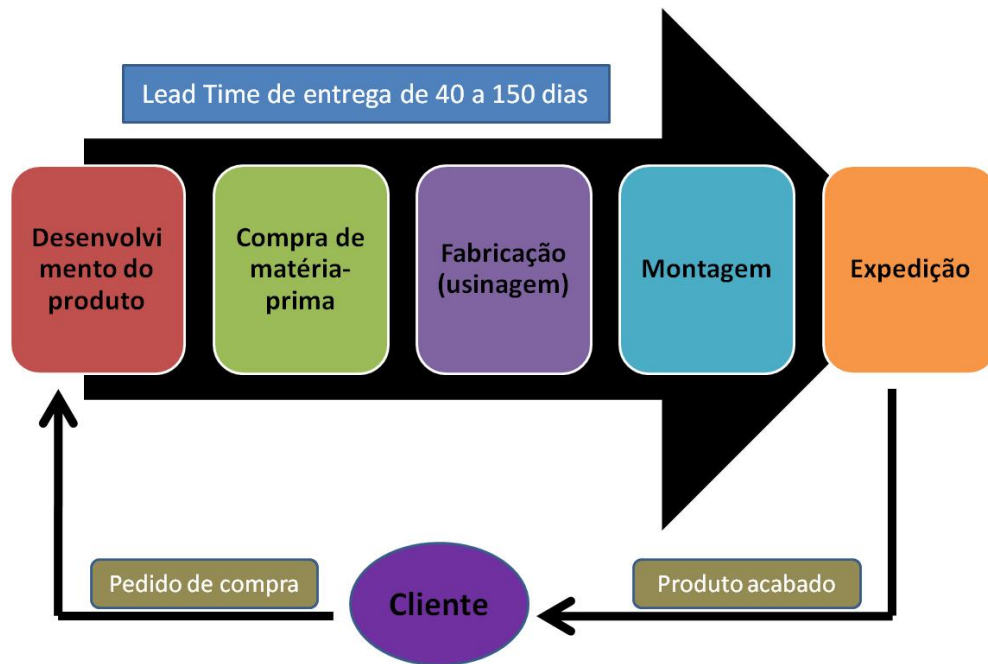 Lead Time de entrega de 40 a 150 dias
Desenvolvi
mento do
produto
Compra de
matéria-
prima
Fabricação
(usinagem)
Montagem
Expedição
Pedido de compra
Cliente
Produto acabado